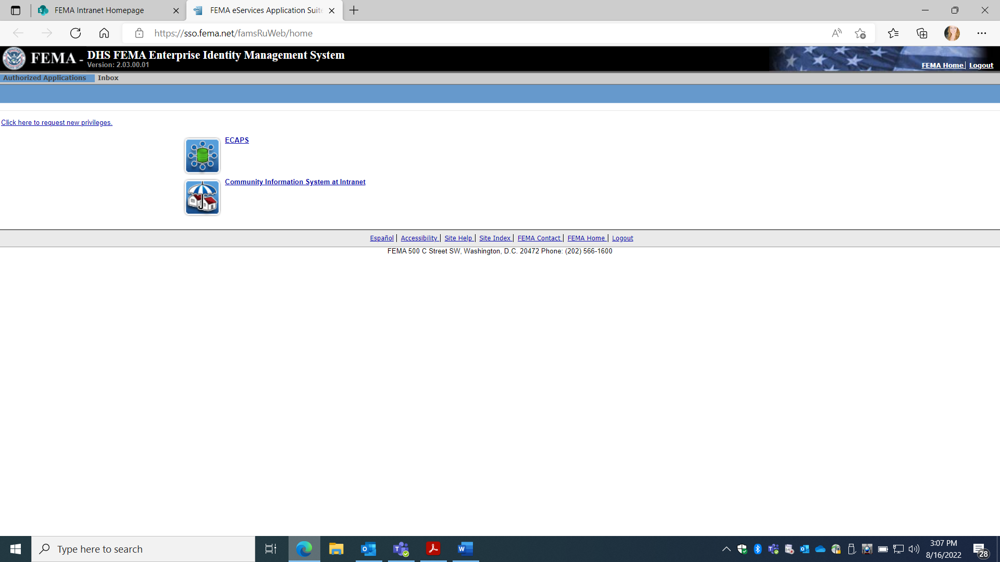 FEMA Intranet Homepage
FEMA eServices Application Suite
https://sso.fema.net/famsRuWeb/home
FEMA - DHS FEMA Enterprise Identity Management System
Version: 2.03.00.01
FEMA Home | Logout
Authorized Applications Inbox
Click here to request new privileges.
ECAPS
Community Information System at Intranet
Español | Accessibility | Site Help | Site Index | FEMA Contact | FEMA Home | Logout
FEMA 500 C Street SW, Washington, D.C. 20472 Phone: (202) 566-1600
Type here to search
3:07 PM
8/16/2022
28